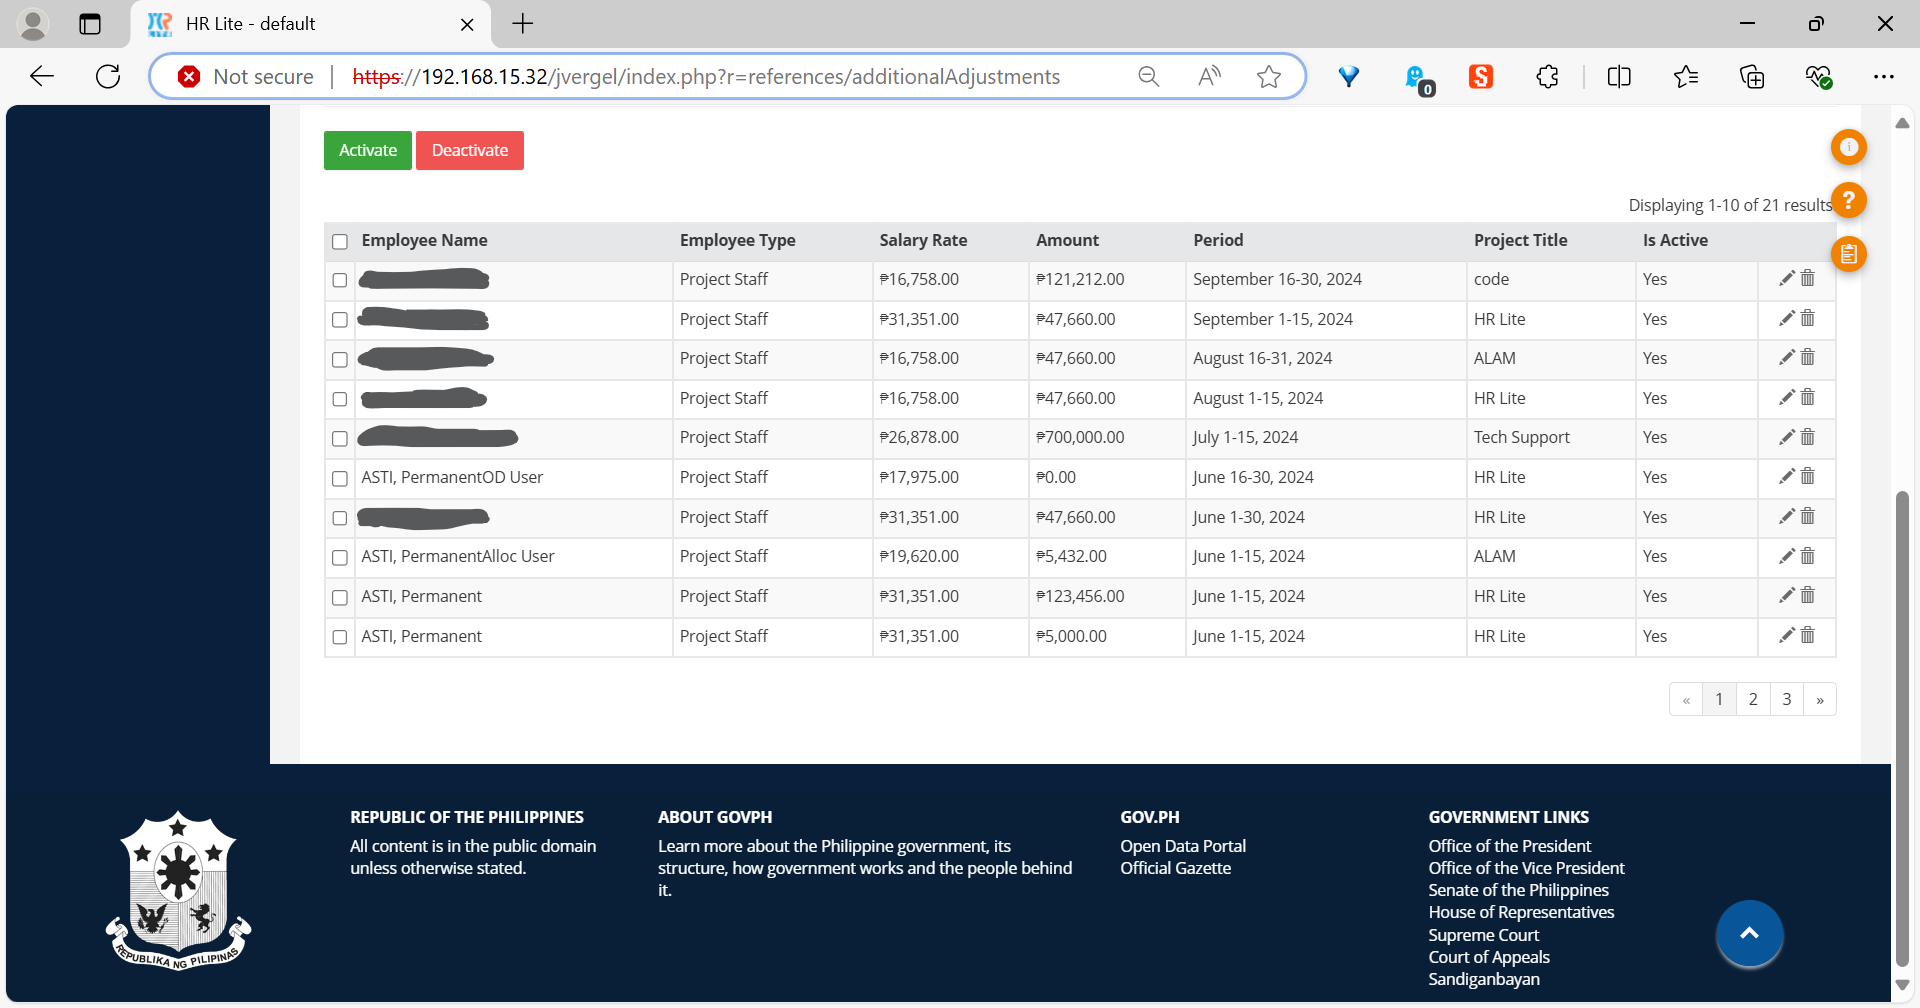 HR Lite - default
Not secure https://192.168.15.32/jvergel/index.php?r=references/additionalAdjustments
0
Activate Deactivate
Displaying 1-10 of 21 results
Employee Name Employee Type Salary Rate Amount Period Project Title Is Active
Project Staff ₱16,758.00 ₱121,212.00 September 16-30, 2024 code Yes
Project Staff ₱31,351.00 ₱47,660.00 September 1-15, 2024 HR Lite Yes
Project Staff ₱16,758.00 ₱47,660.00 August 16-31, 2024 ALAM Yes
Project Staff ₱16,758.00 ₱47,660.00 August 1-15, 2024 HR Lite Yes
Project Staff ₱26,878.00 ₱700,000.00 July 1-15, 2024 Tech Support Yes
ASTI, PermanentOD User Project Staff ₱17,975.00 ₱0.00 June 16-30, 2024 HR Lite Yes
Project Staff ₱31,351.00 ₱47,660.00 June 1-30, 2024 HR Lite Yes
ASTI, PermanentAlloc User Project Staff ₱19,620.00 ₱5,432.00 June 1-15, 2024 ALAM Yes
ASTI, Permanent Project Staff ₱31,351.00 ₱123,456.00 June 1-15, 2024 HR Lite Yes
ASTI, Permanent Project Staff ₱31,351.00 ₱5,000.00 June 1-15, 2024 HR Lite Yes
« 1 2 3 »
REPUBLIKA NG PILIPINAS
REPUBLIC OF THE PHILIPPINES
All content is in the public domain
unless otherwise stated.
ABOUT GOVPH
Learn more about the Philippine government, its
structure, how government works and the people behind
it.
GOV.PH
Open Data Portal
Official Gazette
GOVERNMENT LINKS
Office of the President
Office of the Vice President
Senate of the Philippines
House of Representatives
Supreme Court
Court of Appeals
Sandiganbayan